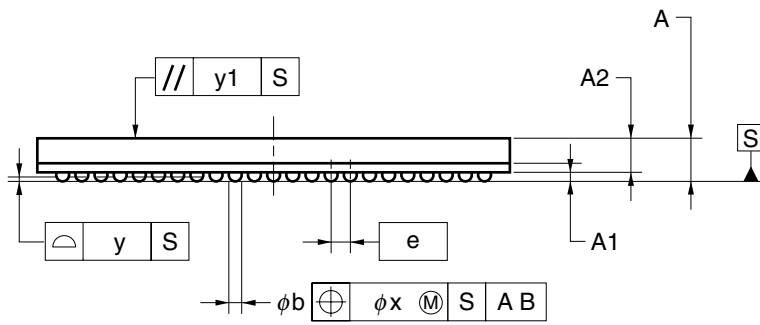 A
// y1 S
A2
S
⌓ y S
e
A1
ϕb ⌖ ϕx Ⓜ S A B